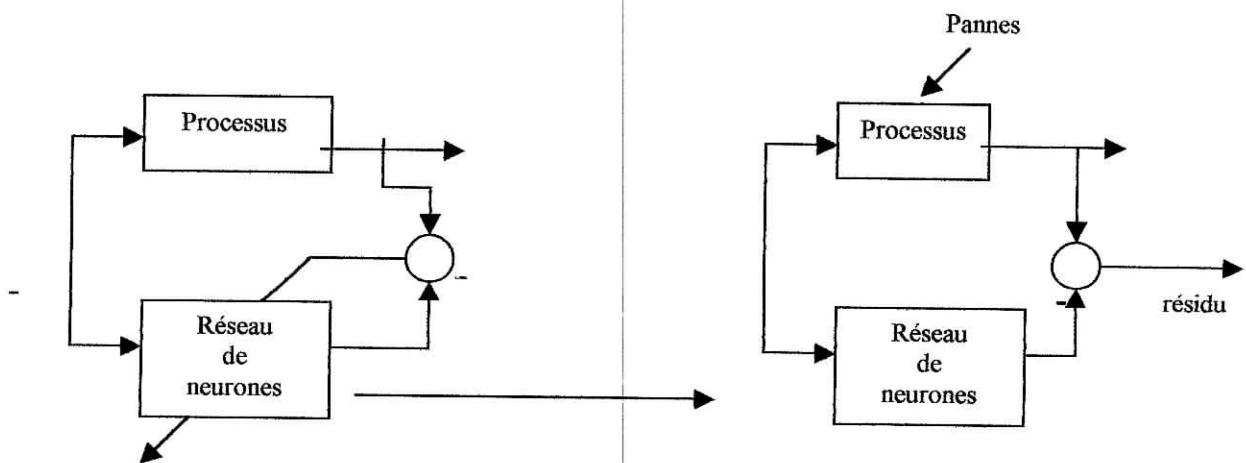 Pannes
Processus
Processus
-
-
-
résidu
Réseau
de
neurones
Réseau
de
neurones